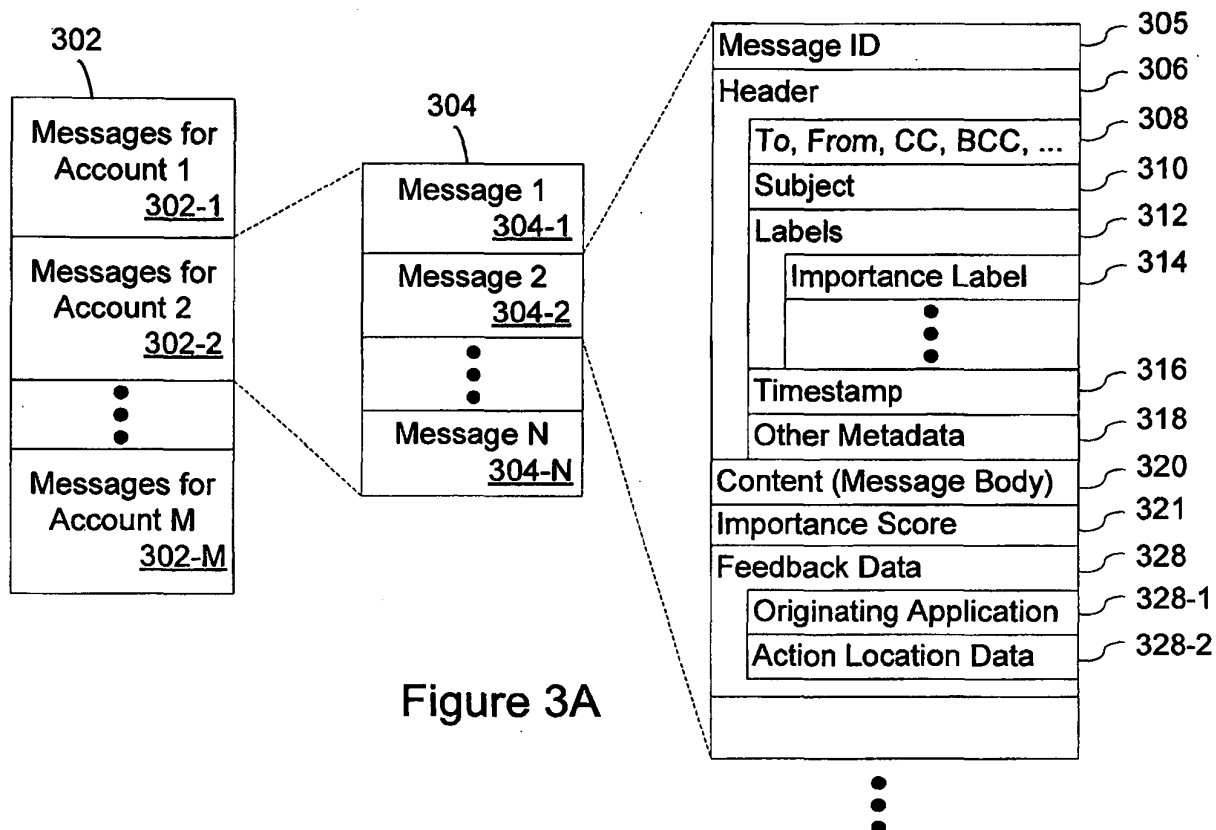 302
Messages for
Account 1
302-1
Messages for
Account 2
302-2
Messages for
Account M
302-M
304
Message 1
304-1
Message 2
304-2
Message N
304-N
Message ID
305
Header
306
To, From, CC, BCC, ...
308
Subject
310
Labels
312
Importance Label
314
Timestamp
316
Other Metadata
318
Content (Message Body)
320
Importance Score
321
Feedback Data
328
Originating Application
328-1
Action Location Data
328-2
Figure 3A